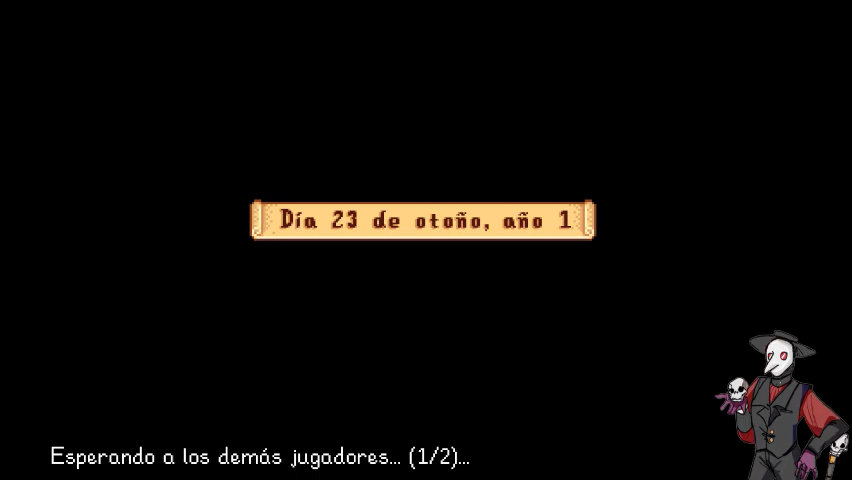 Día 23 de otoño, año 1
Esperando a los demás jugadores... (1/2)...